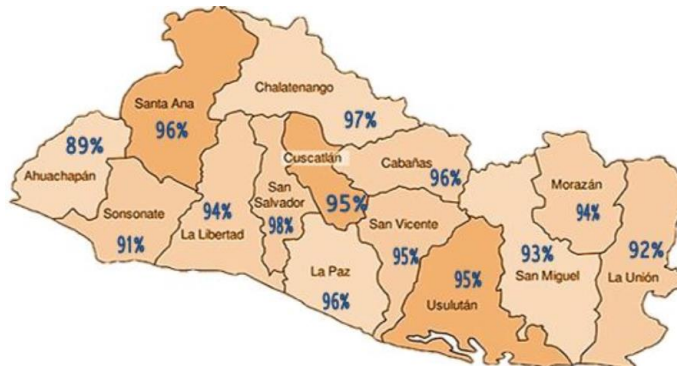 Chalatenango
97%
Santa Ana
96%
89%
Ahuachapán
Sonsonate
91%
94%
La Libertad
San
Salvador
98%
Cuscatlán
95%
Cabañas
96%
San Vicente
95%
La Paz
96%
95%
Usulután
Morazán
94%
93%
San Miguel
92%
La Unión